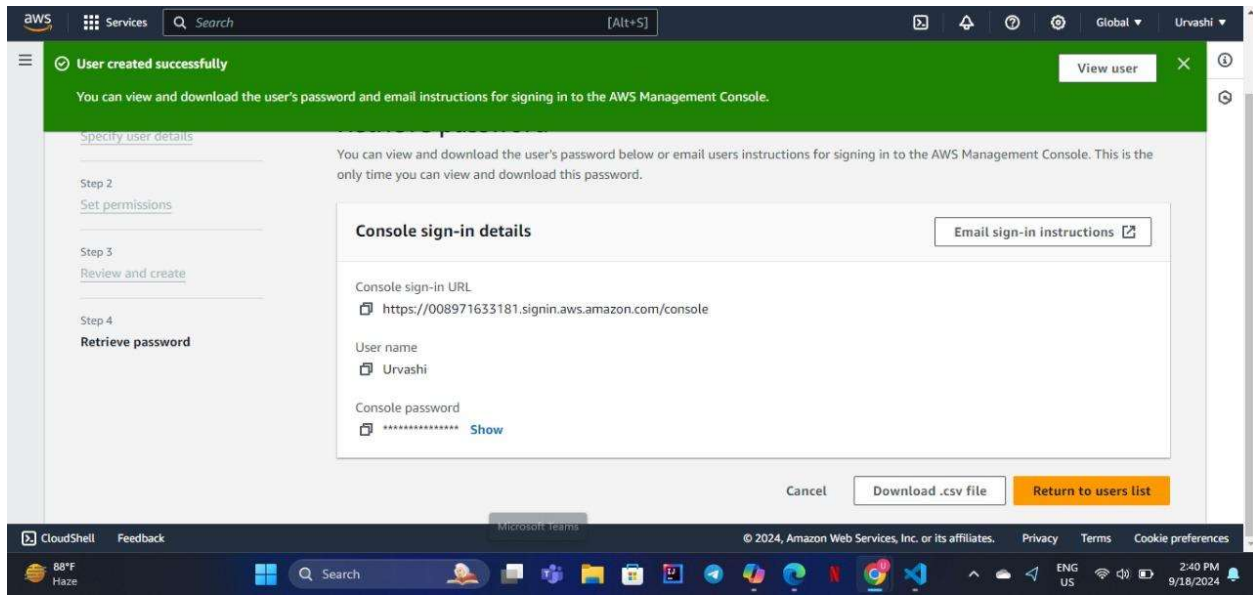 aws
Services
Search
[Alt+S]
Global
Urvashi
User created successfully
View user
You can view and download the user's password and email instructions for signing in to the AWS Management Console.
Specify user details
You can view and download the user's password below or email users instructions for signing in to the AWS Management Console. This is the
only time you can view and download this password.
Step 2
Set permissions
Console sign-in details
Email sign-in instructions
Step 3
Review and create
Console sign-in URL
https://008971633181.signin.aws.amazon.com/console
Step 4
Retrieve password
User name
Urvashi
Console password
*************** Show
Cancel
Download .csv file
Return to users list
Microsoft Teams
CloudShell
Feedback
© 2024, Amazon Web Services, Inc. or its affiliates.
Privacy
Terms
Cookie preferences
88°F
Haze
Search
ENG
US
2:40 PM
9/18/2024